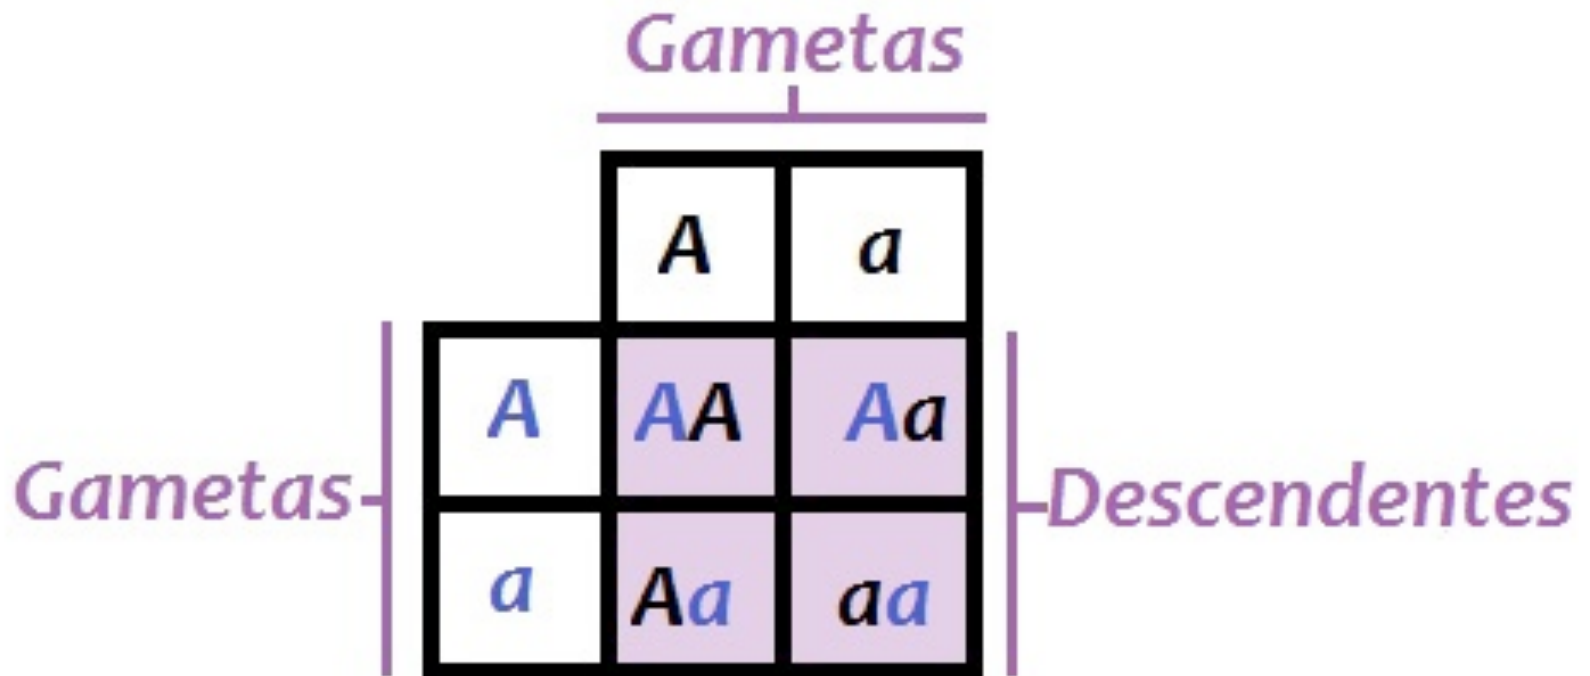 Gametas
A a
A AA Aa
Gametas
Descendentes
a Aa aa